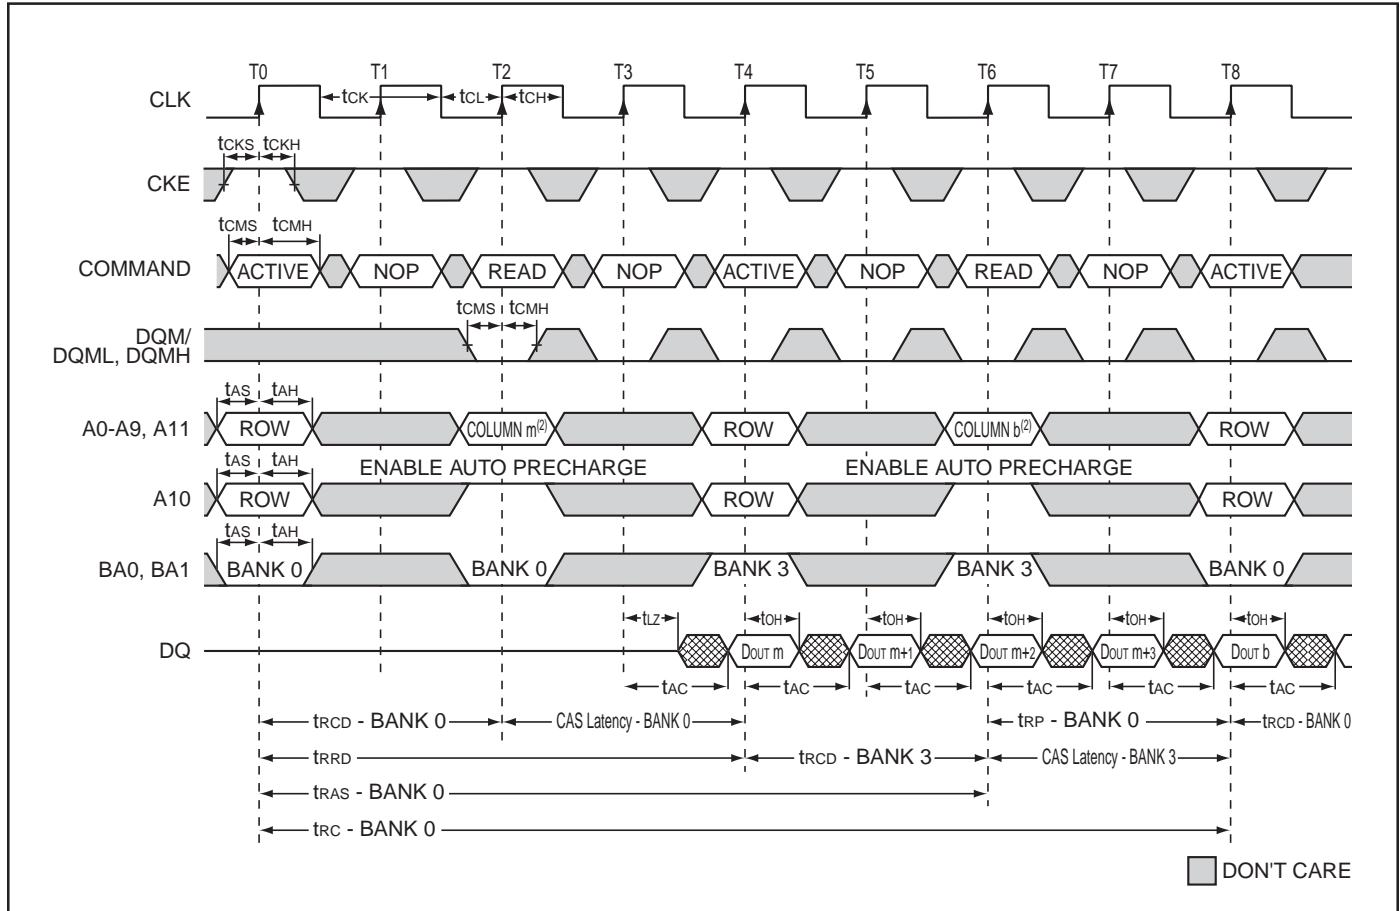 T0 T1 T2 T3 T4 T5 T6 T7 T8
CLK tCK tCL tCH
tCKS tCKH
CKE
tCMS tCMH
COMMAND ACTIVE NOP READ NOP ACTIVE NOP READ NOP ACTIVE
tCMS tCMH
DQM/
DQML, DQMH
tAS tAH
A0-A9, A11 ROW COLUMN m(2) ROW COLUMN b(2) ROW
tAS tAH ENABLE AUTO PRECHARGE ENABLE AUTO PRECHARGE
A10 ROW ROW ROW
tAS tAH
BA0, BA1 BANK 0 BANK 0 BANK 3 BANK 3 BANK 0
tLZ tOH tOH tOH tOH tOH
DQ DOUT m DOUT m+1 DOUT m+2 DOUT m+3 DOUT b
tAC tAC tAC tAC tAC tAC
tRCD - BANK 0 CAS Latency - BANK 0 tRP - BANK 0 tRCD - BANK 0
tRRD tRCD - BANK 3 CAS Latency - BANK 3
tRAS - BANK 0
tRC - BANK 0
DON'T CARE